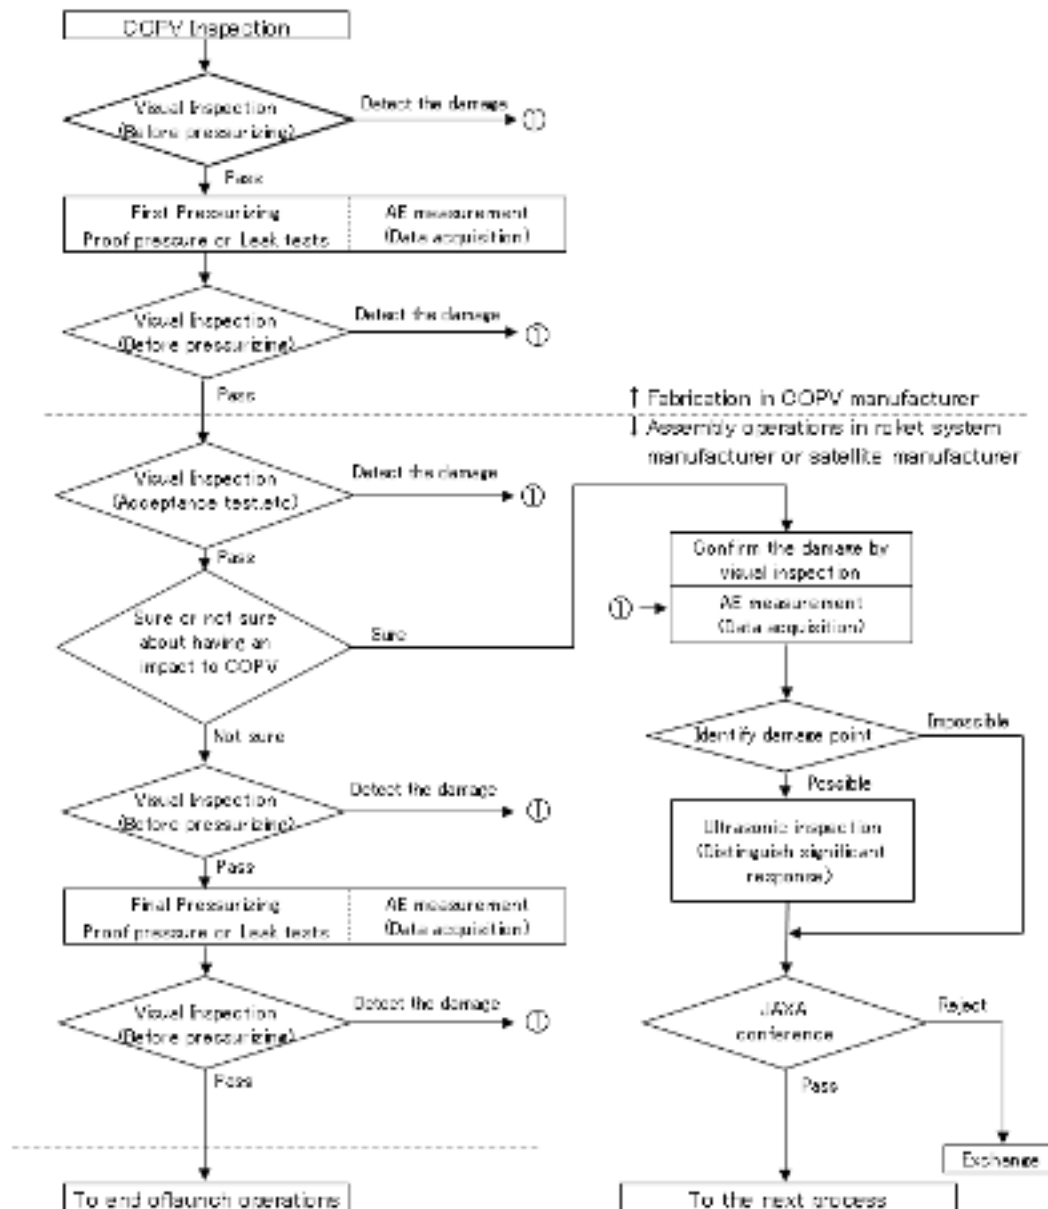 COPV Inspection
Visual Inspection
(Before pressurizing)
Detect the damage
①
Pass
First Pressurizing
Proof pressure or Leak tests
AE measurement
(Data acquisition)
Visual Inspection
(Before pressurizing)
Detect the damage
①
Pass
↑ Fabrication in COPV manufacturer
↓ Assembly operations in roket system
manufacturer or satellite manufacturer
Visual Inspection
(Acceptance test.etc)
Detect the damage
①
Pass
Sure or not sure
about having an
impact to COPV
Sure
Not sure
Visual Inspection
(Before pressurizing)
Detect the damage
①
Pass
Final Pressurizing
Proof pressure or Leak tests
AE measurement
(Data acquisition)
Visual Inspection
(Before pressurizing)
Detect the damage
①
Pass
To end oflaunch operations
Confirm the damage by
visual inspection
①
AE measurement
(Data acquisition)
Identify damage point
Impossible
Possible
Ultrasonic inspection
(Distinguish significant
response)
JAXA
conference
Reject
Pass
Exchange
To the next process